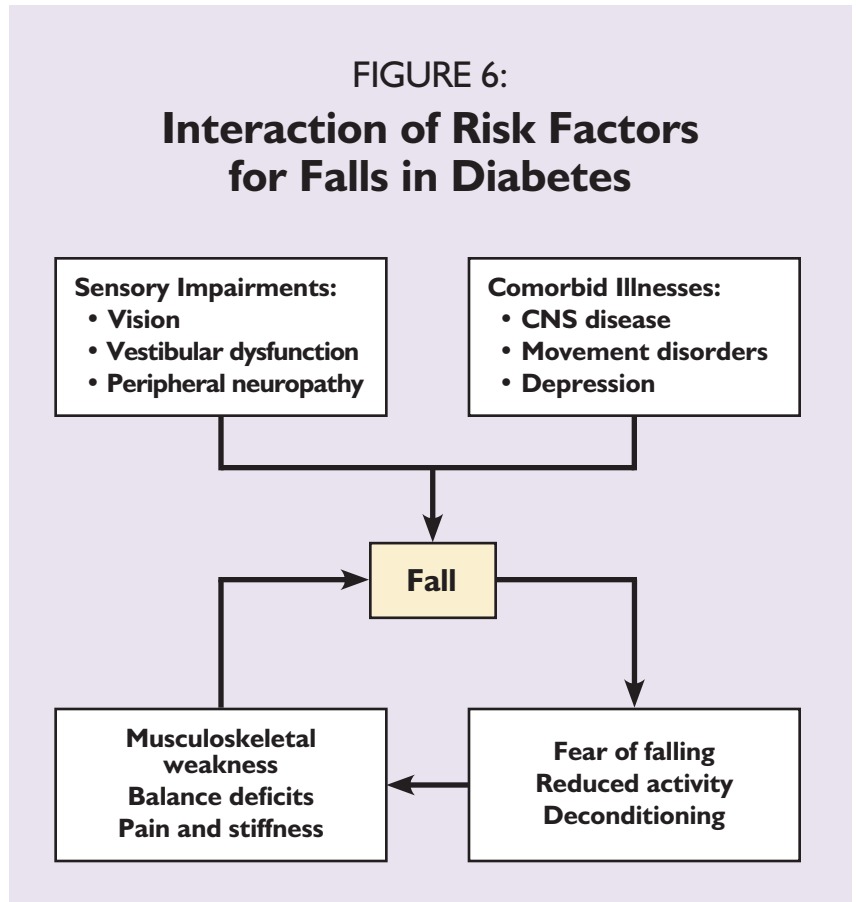 FIGURE 6:
Interaction of Risk Factors
for Falls in Diabetes
Sensory Impairments:
• Vision
• Vestibular dysfunction
• Peripheral neuropathy
Comorbid Illnesses:
• CNS disease
• Movement disorders
• Depression
Fall
Musculoskeletal
weakness
Balance deficits
Pain and stiffness
Fear of falling
Reduced activity
Deconditioning